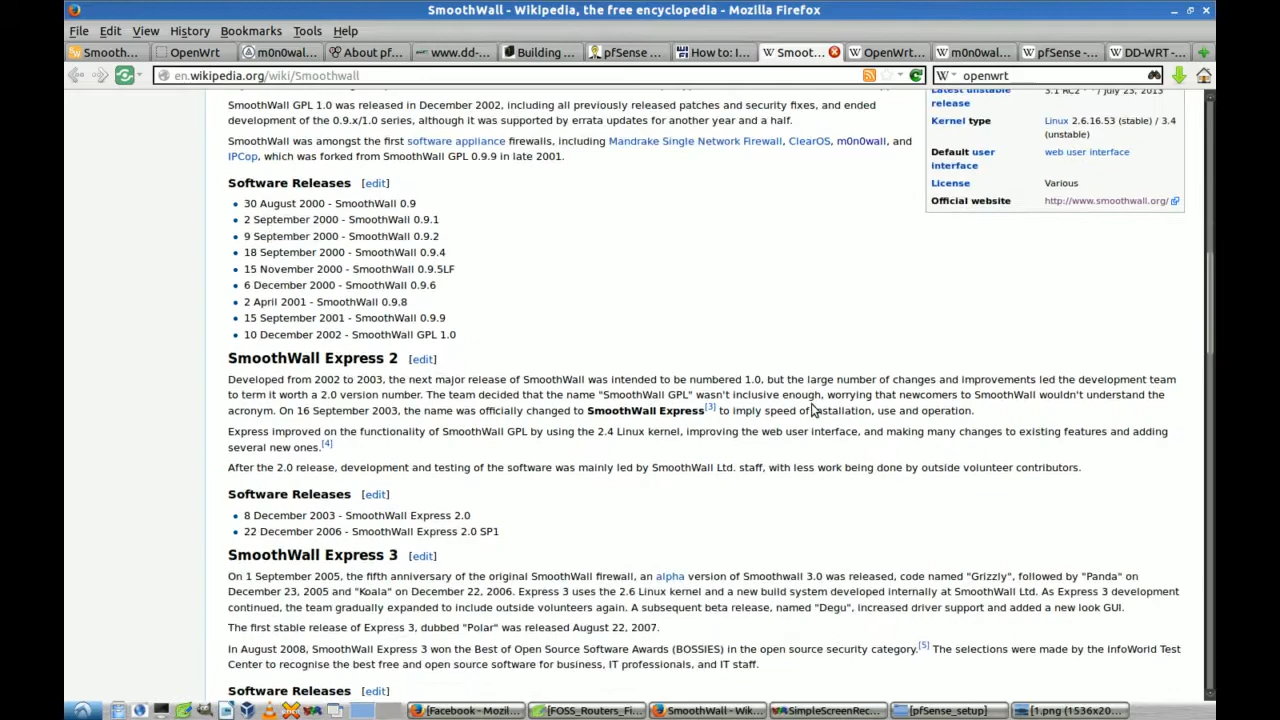 SmoothWall - Wikipedia, the free encyclopedia - Mozilla Firefox
File Edit View History Bookmarks Tools Help
Smooth... OpenWrt m0n0wal... About pf... www.dd-... Building ... pfSense ... How to: I... Smoot... OpenWrt... m0n0wal... pfSense -... DD-WRT -...
en.wikipedia.org/wiki/Smoothwall openwrt
SmoothWall GPL 1.0 was released in December 2002, including all previously released patches and security fixes, and ended
development of the 0.9.x/1.0 series, although it was supported by errata updates for another year and a half.
SmoothWall was amongst the first software appliance firewalls, including Mandrake Single Network Firewall, ClearOS, m0n0wall, and
IPCop, which was forked from SmoothWall GPL 0.9.9 in late 2001.
Latest unstable 3.1 RC2 / July 23, 2013
release
Kernel type Linux 2.6.16.53 (stable) / 3.4
(unstable)
Default user web user interface
interface
License Various
Official website http://www.smoothwall.org/
Software Releases [edit]
30 August 2000 - SmoothWall 0.9
2 September 2000 - SmoothWall 0.9.1
9 September 2000 - SmoothWall 0.9.2
18 September 2000 - SmoothWall 0.9.4
15 November 2000 - SmoothWall 0.9.5LF
6 December 2000 - SmoothWall 0.9.6
2 April 2001 - SmoothWall 0.9.8
15 September 2001 - SmoothWall 0.9.9
10 December 2002 - SmoothWall GPL 1.0
SmoothWall Express 2 [edit]
Developed from 2002 to 2003, the next major release of SmoothWall was intended to be numbered 1.0, but the large number of changes and improvements led the development team
to term it worth a 2.0 version number. The team decided that the name "SmoothWall GPL" wasn't inclusive enough, worrying that newcomers to SmoothWall wouldn't understand the
acronym. On 16 September 2003, the name was officially changed to SmoothWall Express[3] to imply speed of installation, use and operation.
Express improved on the functionality of SmoothWall GPL by using the 2.4 Linux kernel, improving the web user interface, and making many changes to existing features and adding
several new ones.[4]
After the 2.0 release, development and testing of the software was mainly led by SmoothWall Ltd. staff, with less work being done by outside volunteer contributors.
Software Releases [edit]
8 December 2003 - SmoothWall Express 2.0
22 December 2006 - SmoothWall Express 2.0 SP1
SmoothWall Express 3 [edit]
On 1 September 2005, the fifth anniversary of the original SmoothWall firewall, an alpha version of Smoothwall 3.0 was released, code named "Grizzly", followed by "Panda" on
December 23, 2005 and "Koala" on December 22, 2006. Express 3 uses the 2.6 Linux kernel and a new build system developed internally at SmoothWall Ltd. As Express 3 development
continued, the team gradually expanded to include outside volunteers again. A subsequent beta release, named "Degu", increased driver support and added a new look GUI.
The first stable release of Express 3, dubbed "Polar" was released August 22, 2007.
In August 2008, SmoothWall Express 3 won the Best of Open Source Software Awards (BOSSIES) in the open source security category.[5] The selections were made by the InfoWorld Test
Center to recognise the best free and open source software for business, IT professionals, and IT staff.
Software Releases [edit]
[Facebook - Mozil... [FOSS_Routers_Fi... SmoothWall - Wik... SimpleScreenRec... [pfSense_setup] [1.png (1536x20...